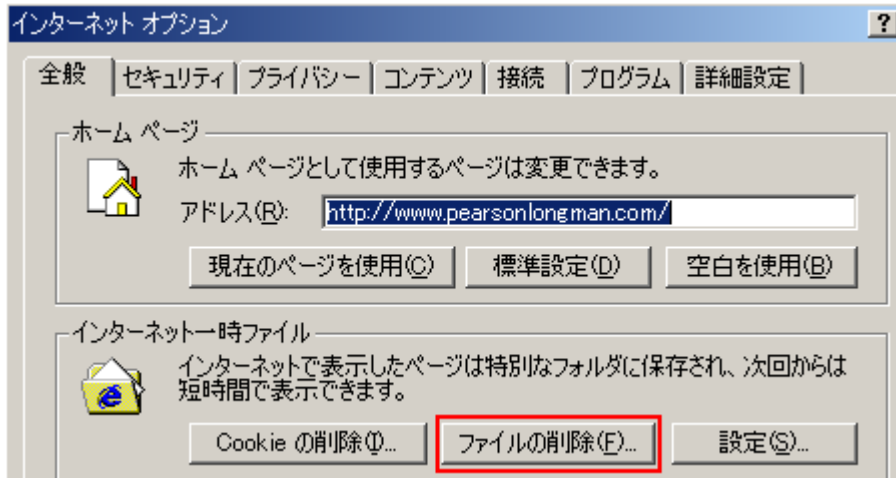 インターネット オプション
?
全般 セキュリティ プライバシー コンテンツ 接続 プログラム 詳細設定
ホーム ページ
ホーム ページとして使用するページは変更できます。
アドレス(R): http://www.pearsonlongman.com/
現在のページを使用(C) 標準設定(D) 空白を使用(B)
インターネット一時ファイル
インターネットで表示したページは特別なフォルダに保存され、次回からは
短時間で表示できます。
Cookie の削除(I)... ファイルの削除(F)... 設定(S)...